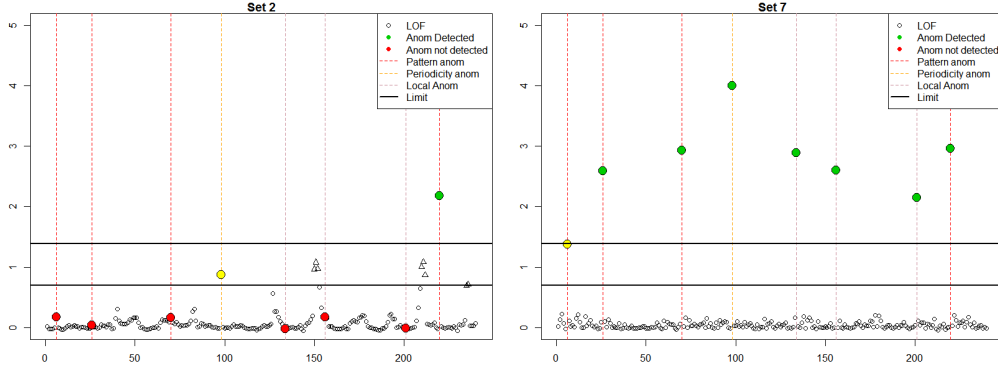 Set 2
5
4
3
2
1
0
LOF
Anom Detected
Anom not detected
Pattern anom
Periodicity anom
Local Anom
Limit
0 50 100 150 200
Set 7
5
4
3
2
1
0
LOF
Anom Detected
Anom not detected
Pattern anom
Periodicity anom
Local Anom
Limit
0 50 100 150 200